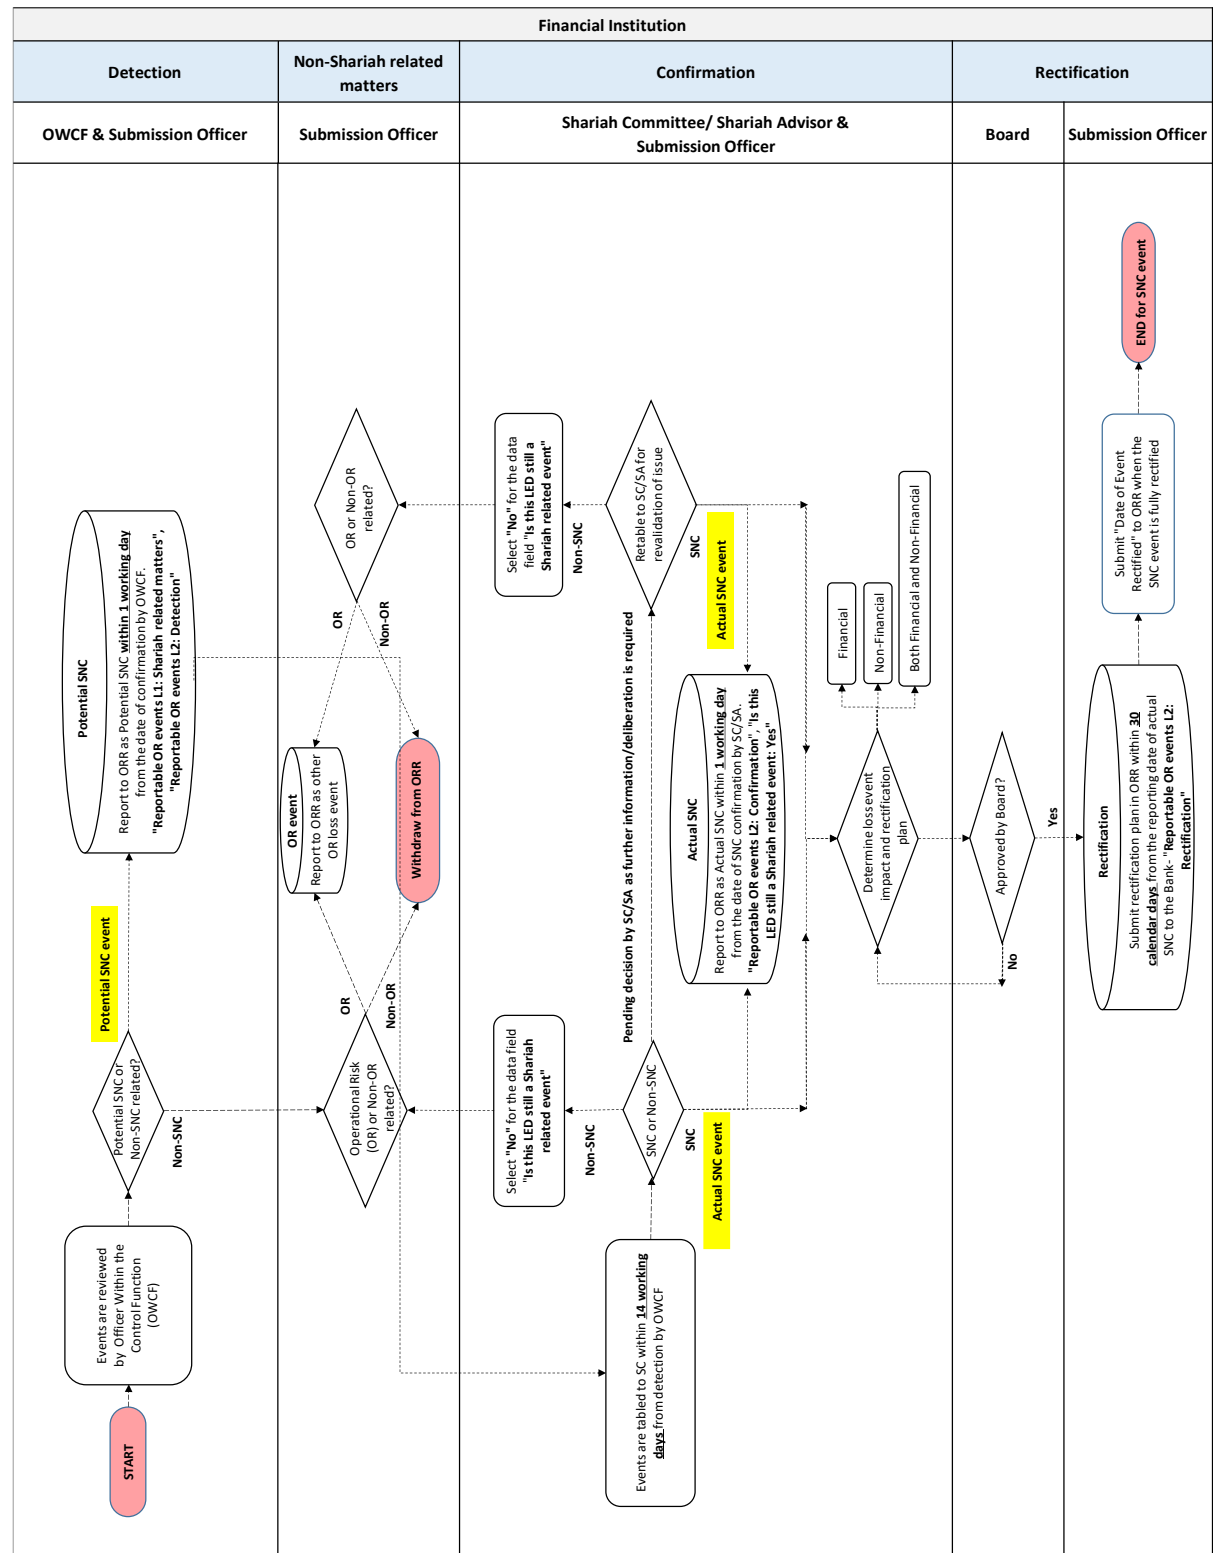 Financial Institution
Detection
Non-Shariah related
matters
Confirmation
Rectification
OWCF & Submission Officer
Submission Officer
Shariah Committee/ Shariah Advisor &
Submission Officer
Board
Submission Officer
START
Events are reviewed
by Officer Within the
Control Function
(OWCF)
Potential SNC or
Non-SNC related?
Potential SNC event
Non-SNC
Potential SNC
Report to ORR as Potential SNC within 1 working day
from the date of confirmation by OWCF.
"Reportable OR events L1: Shariah related matters",
"Reportable OR events L2: Detection"
Operational Risk
(OR) or Non-OR
related?
OR
Non-OR
OR event
Report to ORR as other
OR loss event
Withdraw from ORR
OR or Non-OR
related?
OR
Non-OR
Events are tabled to SC within 14 working
days from detection by OWCF
SNC or Non-SNC
Non-SNC
SNC
Actual SNC event
Select "No" for the data field
"Is this LED still a Shariah
related event"
Pending decision by SC/SA as further information/deliberation is required
Actual SNC
Report to ORR as Actual SNC within 1 working day
from the date of SNC confirmation by SC/SA.
"Reportable OR events L2: Confirmation", "Is this
LED still a Shariah related event: Yes"
Retable to SC/SA for
revalidation of issue
Non-SNC
SNC
Actual SNC event
Select "No" for the data
field "Is this LED still a
Shariah related event"
Determine loss event
impact and rectification
plan
Financial
Non-Financial
Both Financial and Non-Financial
Approved by Board?
No
Yes
Rectification
Submit rectification plan in ORR within 30
calendar days from the reporting date of actual
SNC to the Bank- "Reportable OR events L2:
Rectification"
Submit "Date of Event
Rectified" to ORR when the
SNC event is fully rectified
END for SNC event